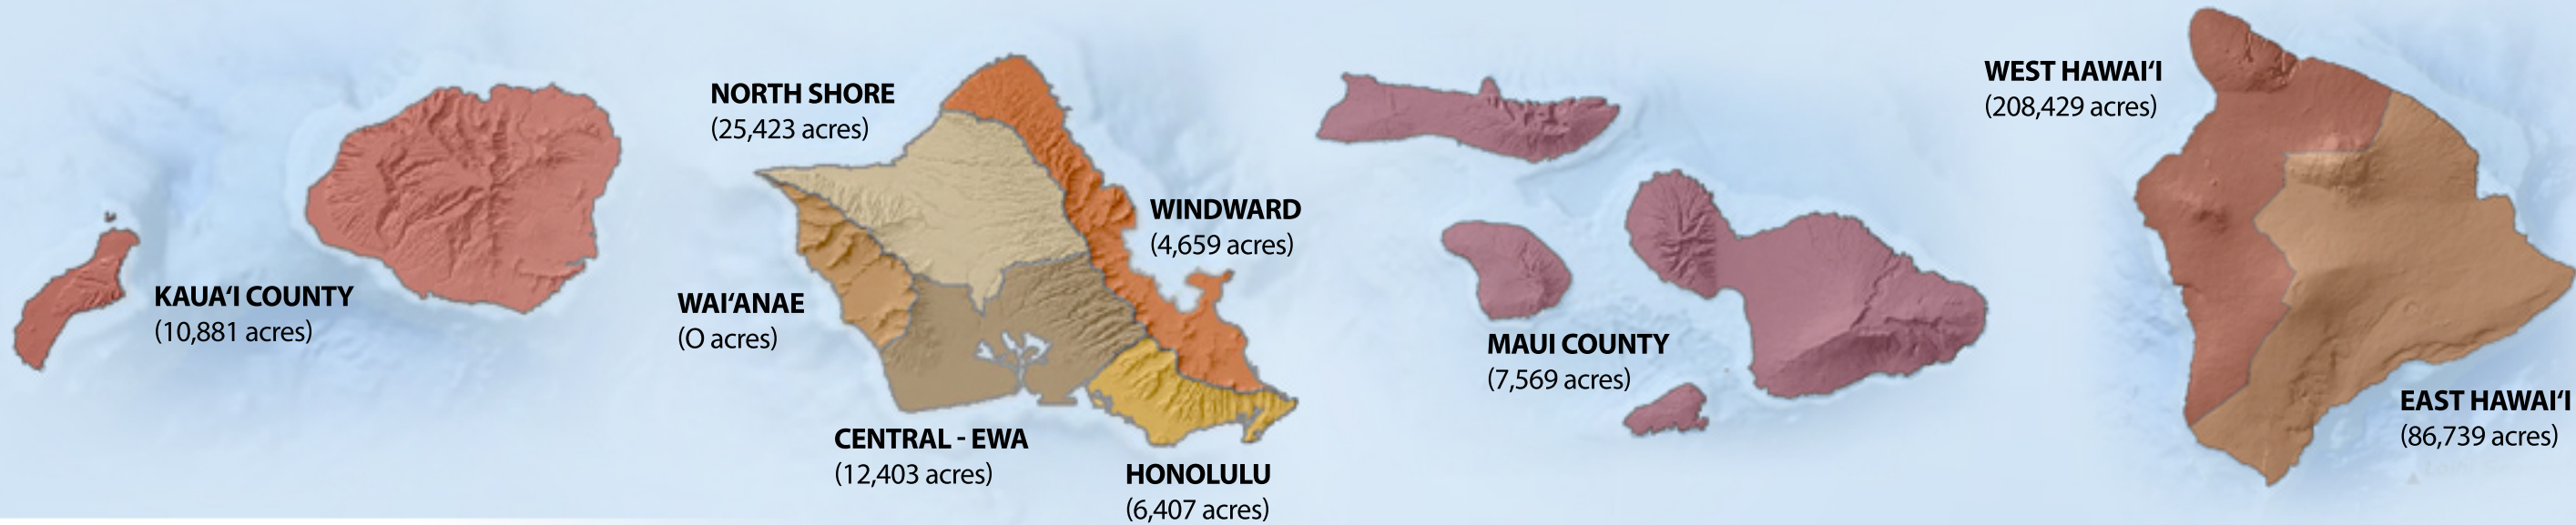 KAUAʻI COUNTY
(10,881 acres)
NORTH SHORE
(25,423 acres)
WINDWARD
(4,659 acres)
WAIʻANAE
(O acres)
CENTRAL - EWA
(12,403 acres)
HONOLULU
(6,407 acres)
MAUI COUNTY
(7,569 acres)
WEST HAWAIʻI
(208,429 acres)
EAST HAWAIʻI
(86,739 acres)